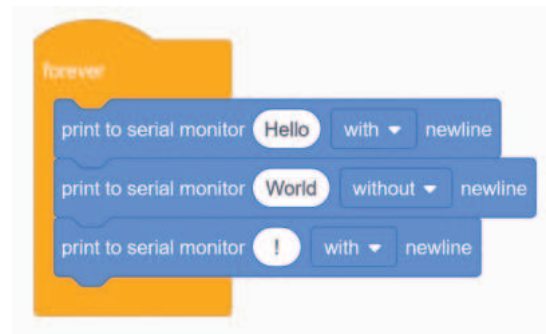 forever
print to serial monitor Hello with newline
print to serial monitor World without newline
print to serial monitor ! with newline